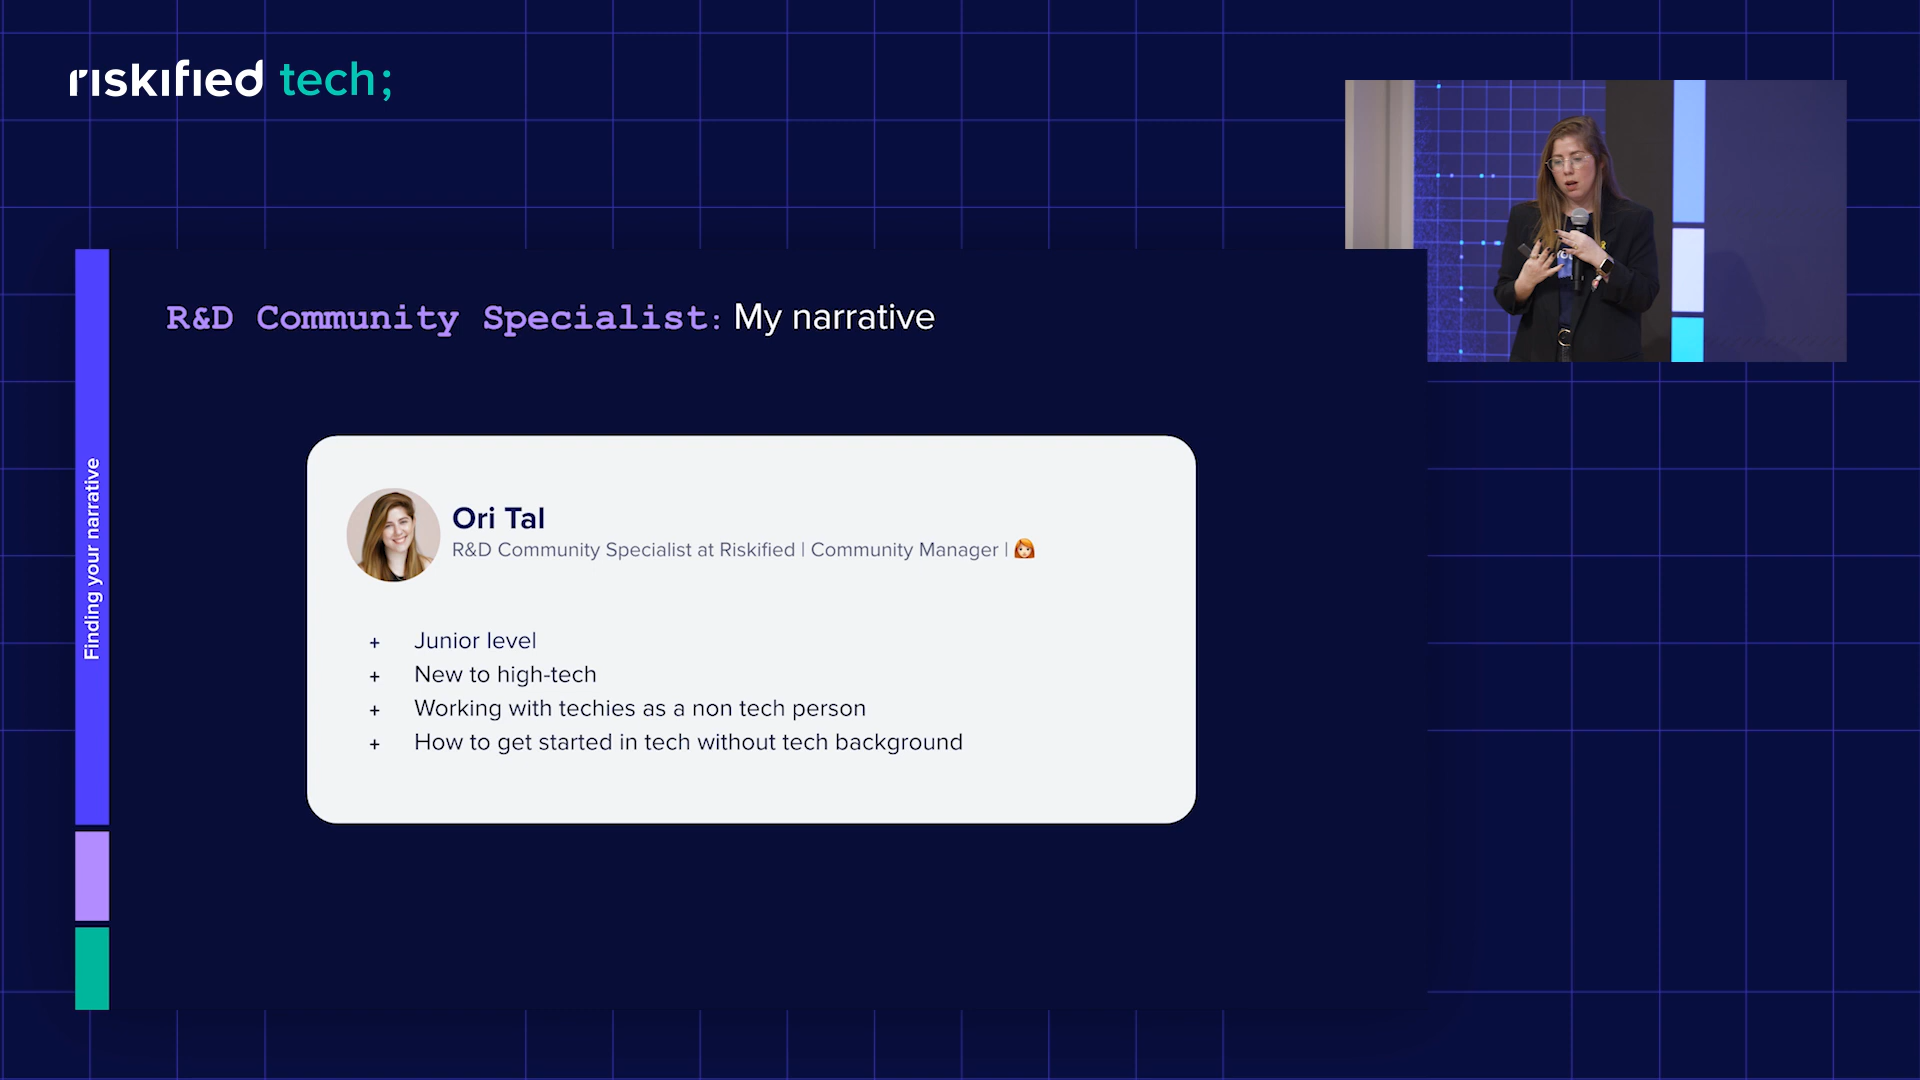 riskified tech;
R&D Community Specialist: My narrative
Finding your narrative
Ori Tal
R&D Community Specialist at Riskified | Community Manager | 👩‍🦰
+ Junior level
+ New to high-tech
+ Working with techies as a non tech person
+ How to get started in tech without tech background